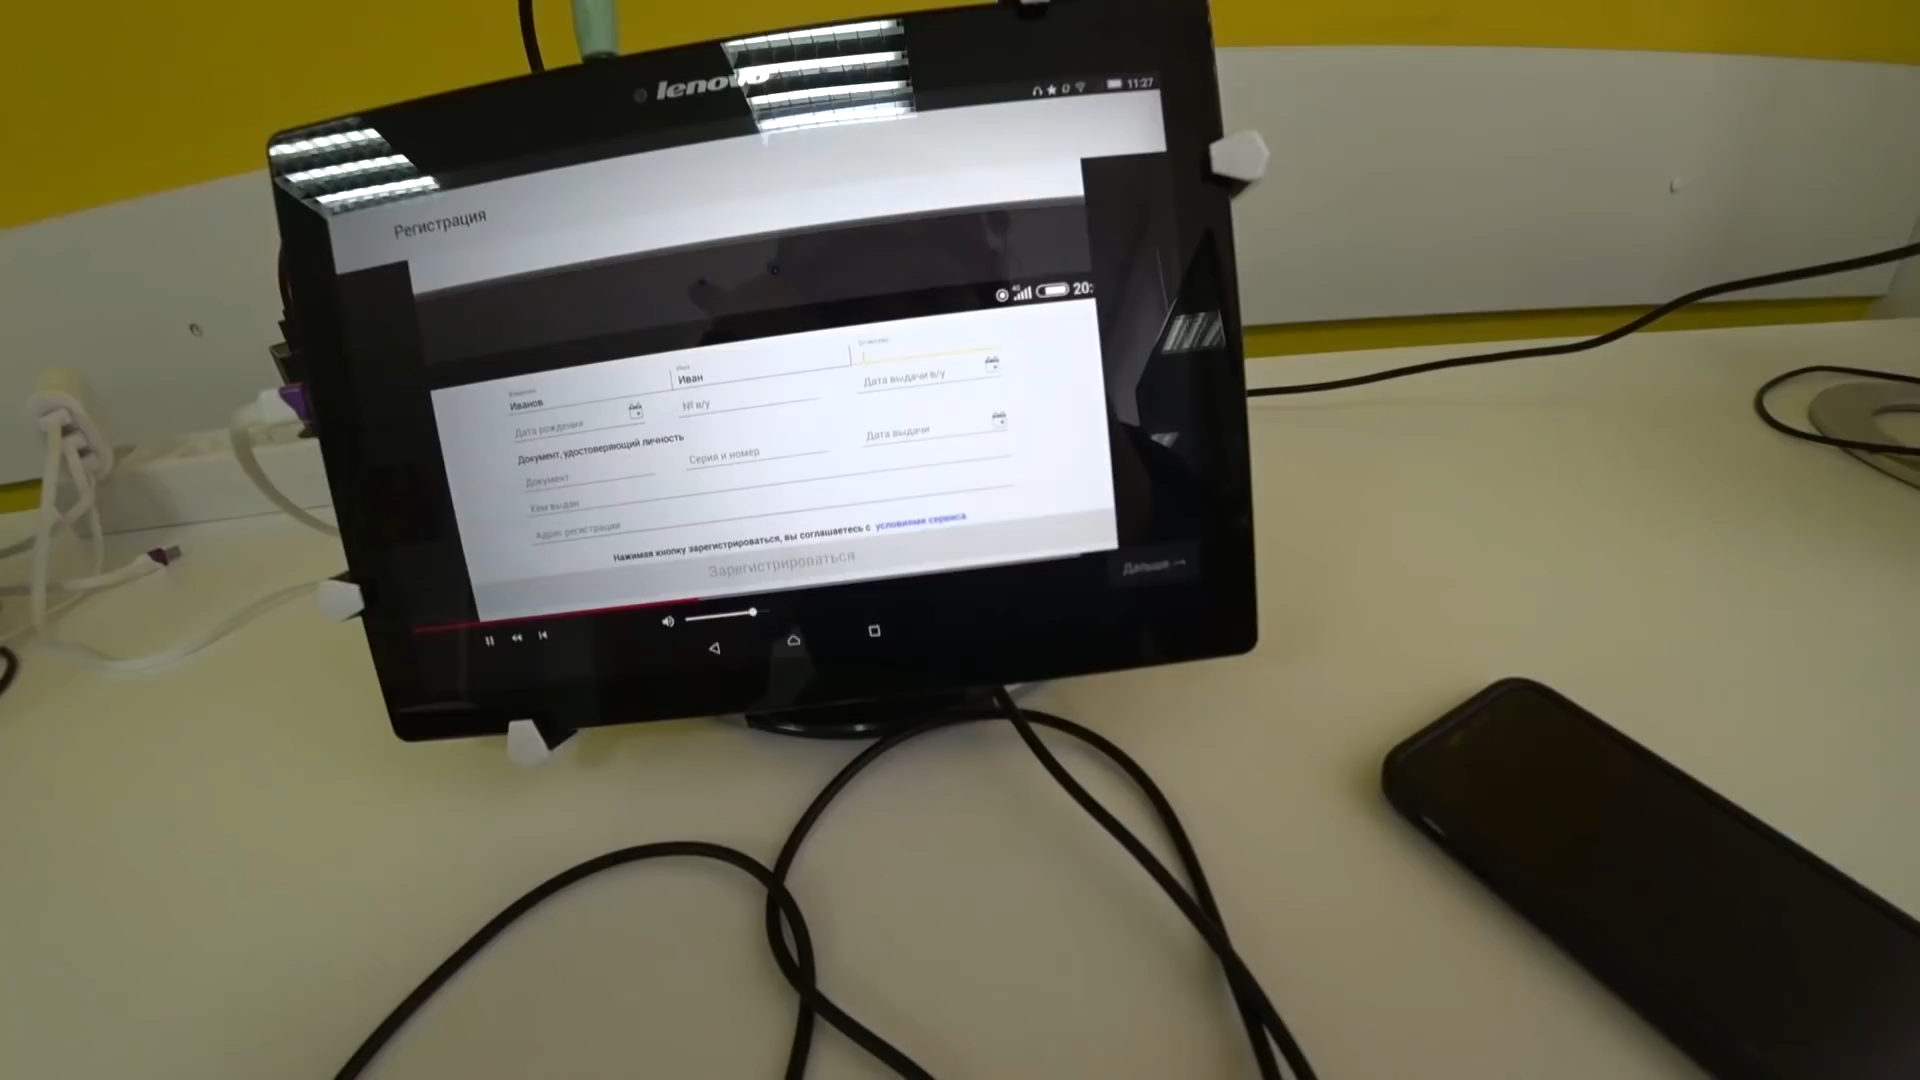 lenovo
11:27
Регистрация
4G 20:
Фамилия Имя Отчество
Иванов Иван
Дата рождения № в/у Дата выдачи в/у
Документ, удостоверяющий личность
Документ Серия и номер Дата выдачи
Кем выдан
Адрес регистрации
Нажимая кнопку зарегистрироваться, вы соглашаетесь с условиями сервиса
Зарегистрироваться
Дальше →